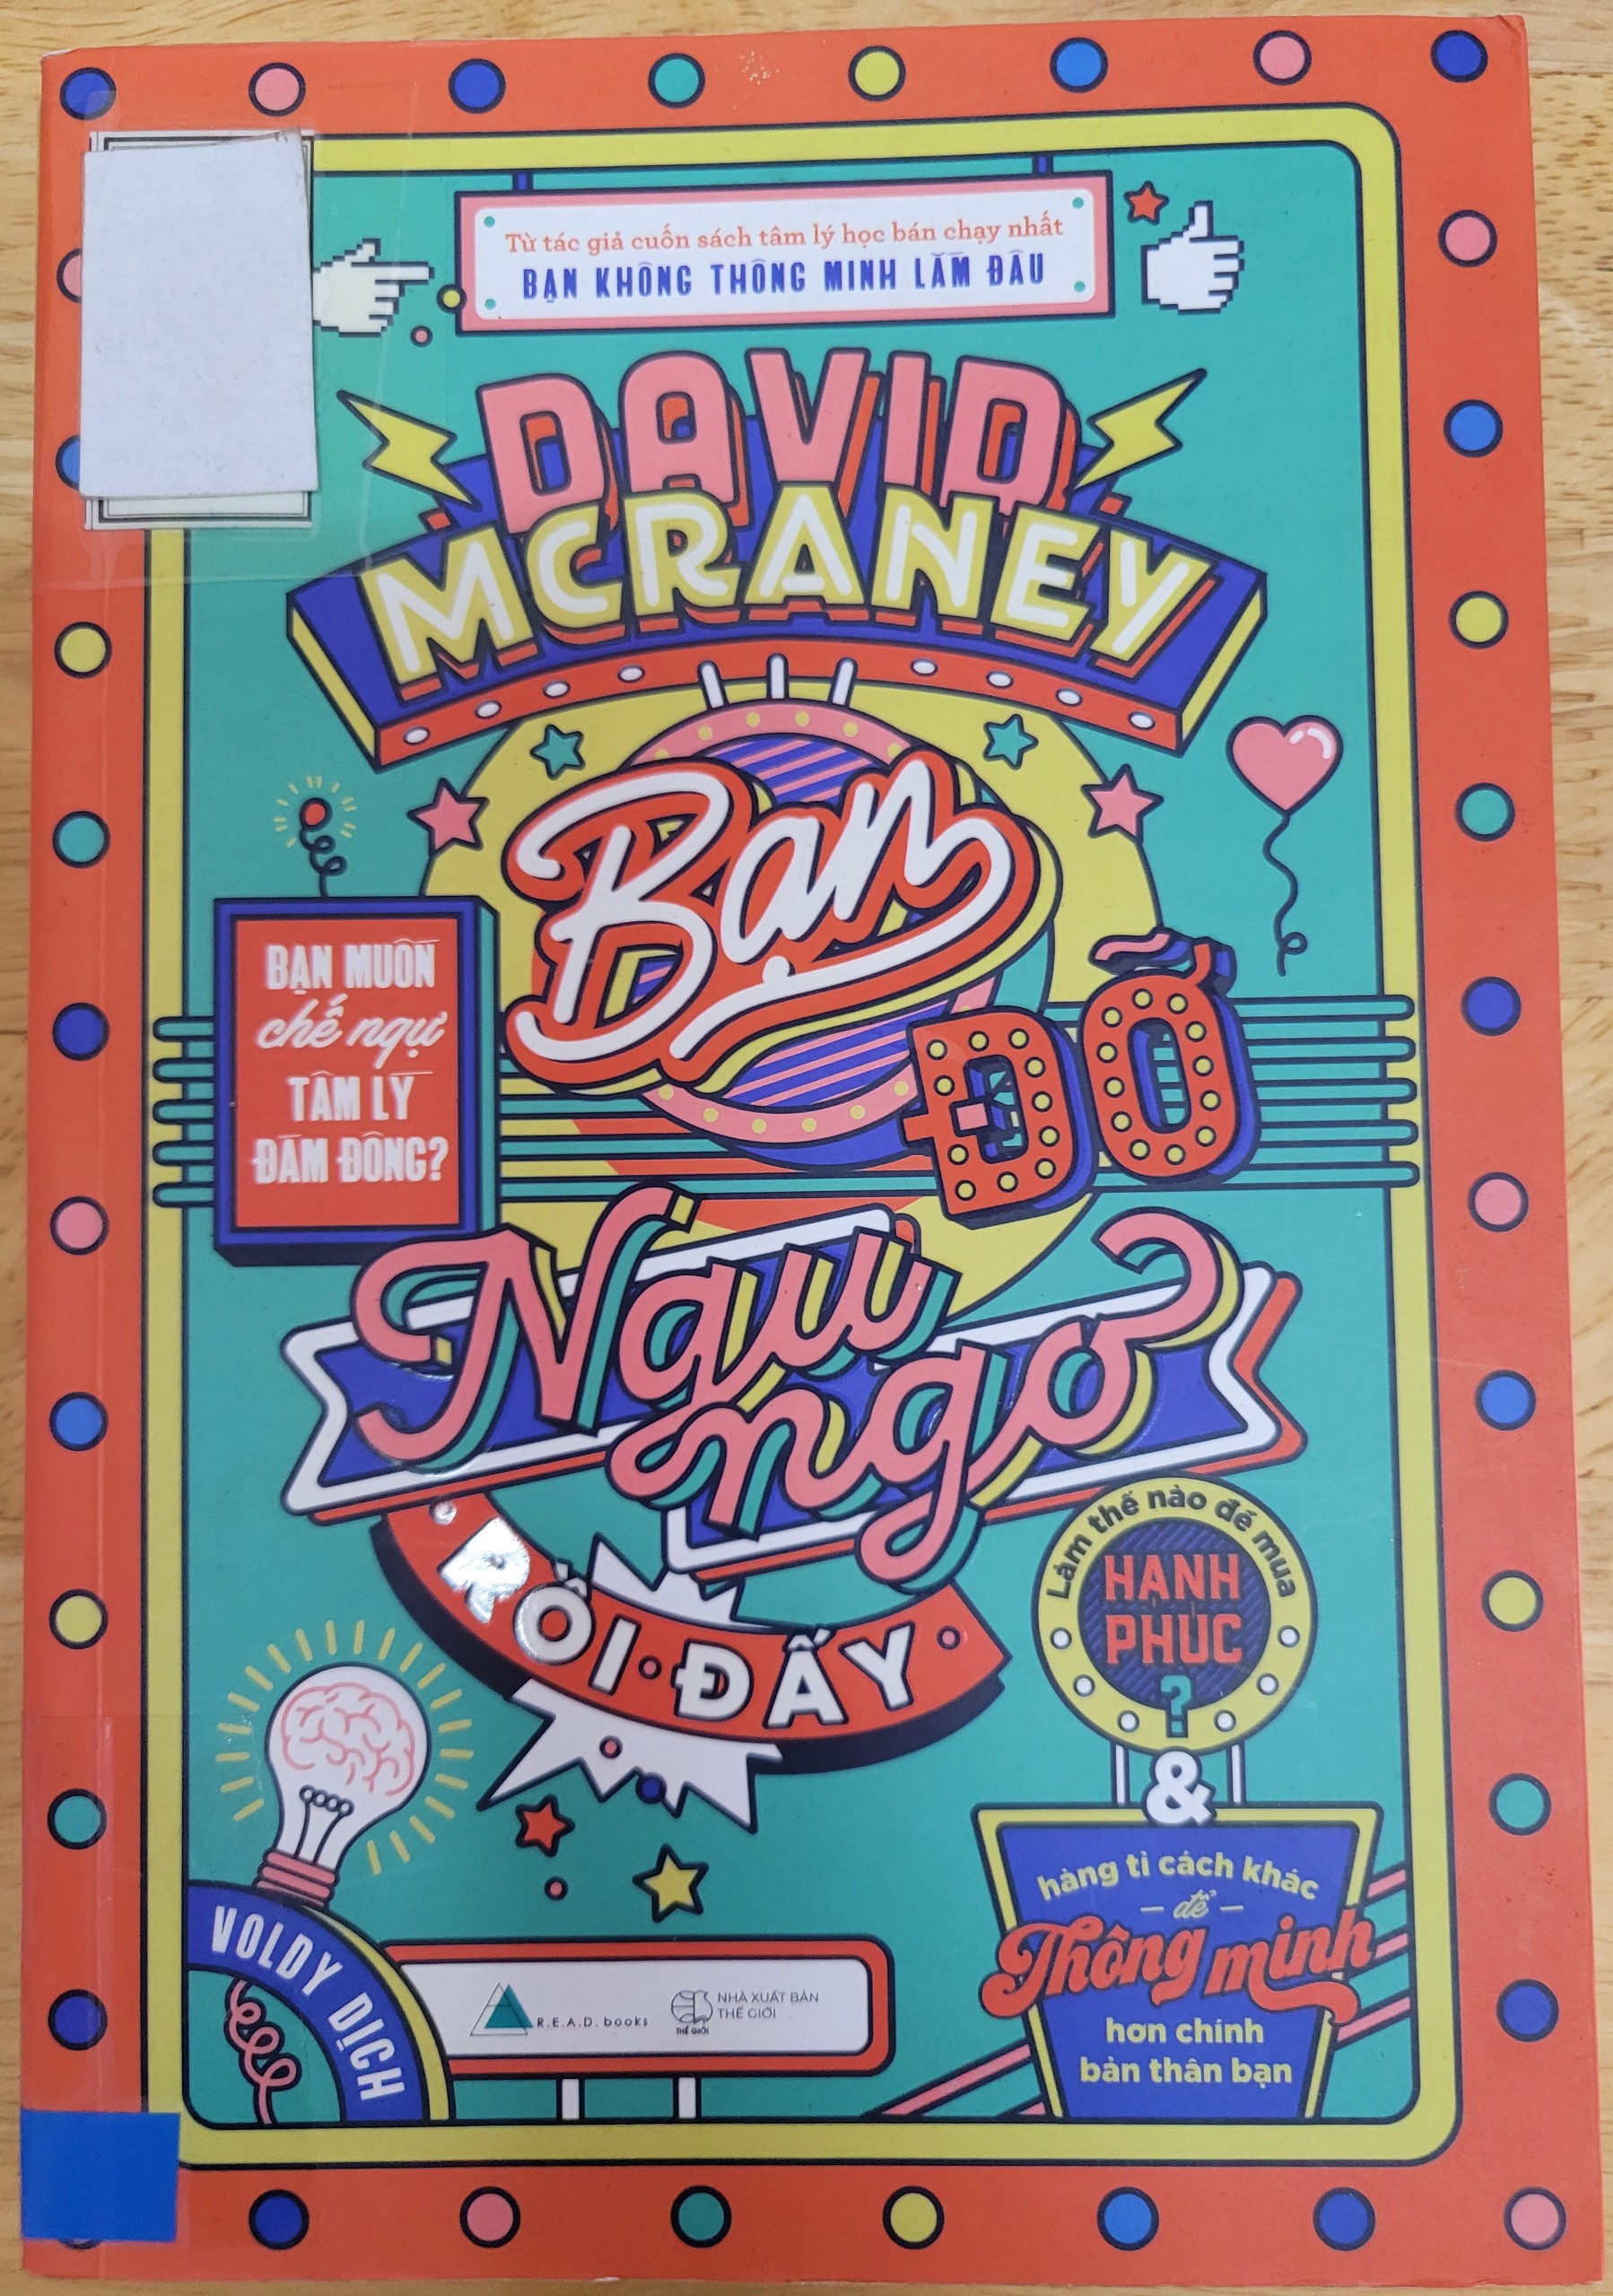 Từ tác giả cuốn sách tâm lý học bán chạy nhất
BẠN KHÔNG THÔNG MINH LẮM ĐÂU
DAVID
MCRANEY
Bạn
ĐỠ
Ngu
ngơ
RỒI ĐẤY
BẠN MUỐN
chế ngự
TÂM LÝ
ĐÁM ĐÔNG?
Làm thế nào để mua
HẠNH
PHÚC
?
&
hàng tỉ cách khác
– để –
Thông minh
hơn chính
bản thân bạn
VOLDY DỊCH
R.E.A.D. books
THẾ GIỚI
NHÀ XUẤT BẢN
THẾ GIỚI